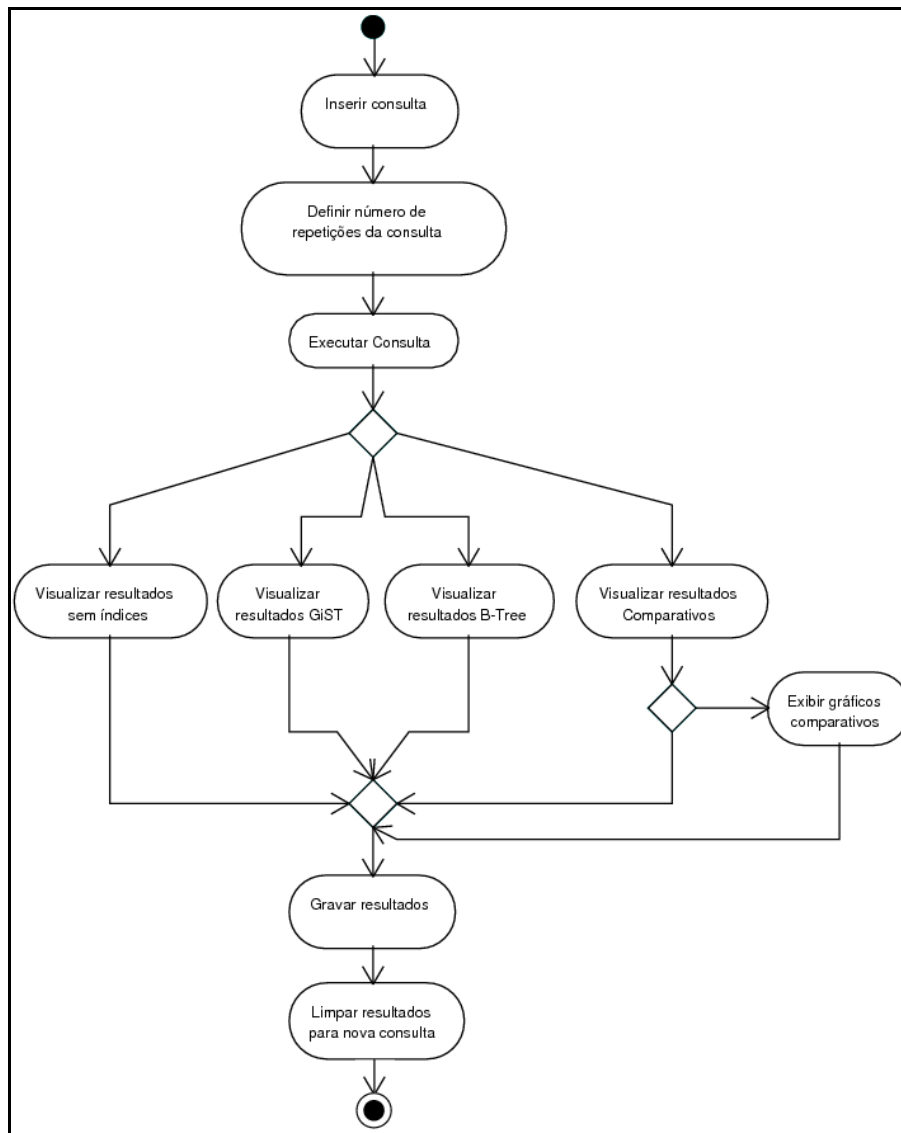 Inserir consulta
Definir número de
repetições da consulta
Executar Consulta
Visualizar resultados
sem índices
Visualizar
resultados GiST
Visualizar
resultados B-Tree
Visualizar resultados
Comparativos
Exibir gráficos
comparativos
Gravar resultados
Limpar resultados
para nova consulta